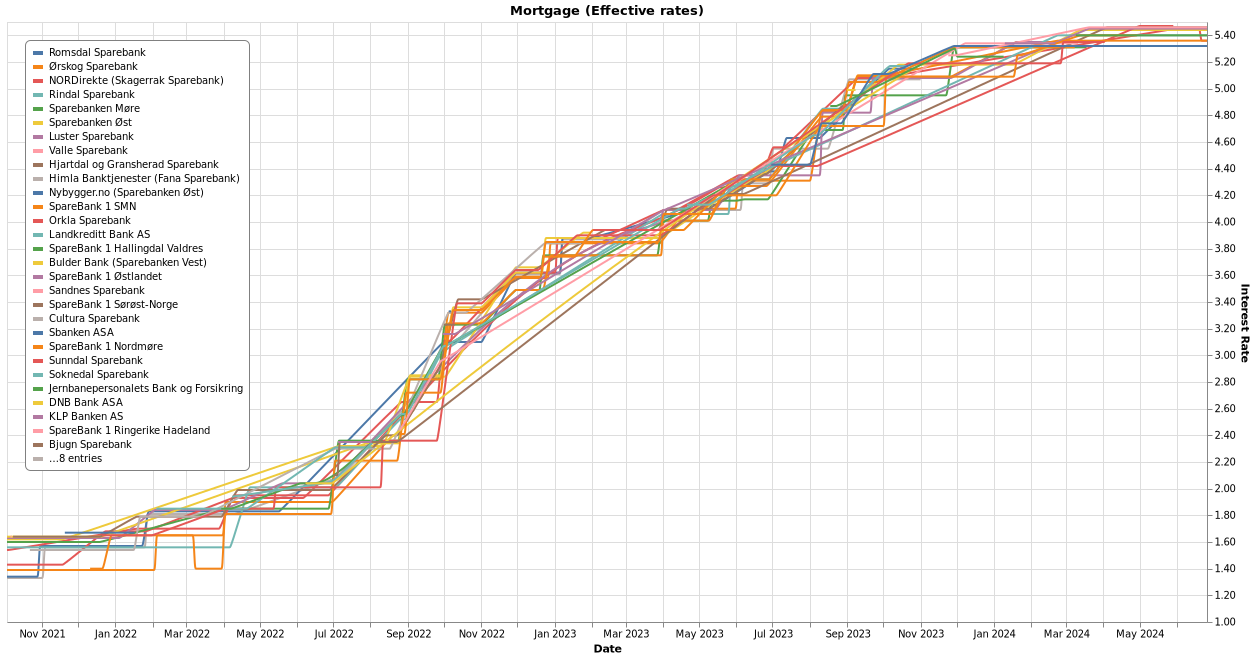 Mortgage (Effective rates)
Romsdal Sparebank
Ørskog Sparebank
NORDirekte (Skagerrak Sparebank)
Rindal Sparebank
Sparebanken Møre
Sparebanken Øst
Luster Sparebank
Valle Sparebank
Hjartdal og Gransherad Sparebank
Himla Banktjenester (Fana Sparebank)
Nybygger.no (Sparebanken Øst)
SpareBank 1 SMN
Orkla Sparebank
Landkreditt Bank AS
SpareBank 1 Hallingdal Valdres
Bulder Bank (Sparebanken Vest)
SpareBank 1 Østlandet
Sandnes Sparebank
SpareBank 1 Sørøst-Norge
Cultura Sparebank
Sbanken ASA
SpareBank 1 Nordmøre
Sunndal Sparebank
Soknedal Sparebank
Jernbanepersonalets Bank og Forsikring
DNB Bank ASA
KLP Banken AS
SpareBank 1 Ringerike Hadeland
Bjugn Sparebank
...8 entries
5.40
5.20
5.00
4.80
4.60
4.40
4.20
4.00
3.80
3.60
3.40
3.20
3.00
2.80
2.60
2.40
2.20
2.00
1.80
1.60
1.40
1.20
1.00
Interest Rate
Nov 2021 Jan 2022 Mar 2022 May 2022 Jul 2022 Sep 2022 Nov 2022 Jan 2023 Mar 2023 May 2023 Jul 2023 Sep 2023 Nov 2023 Jan 2024 Mar 2024 May 2024
Date